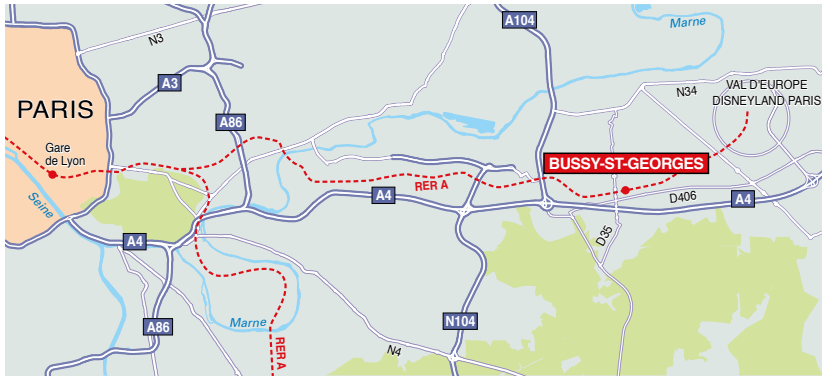 A104
Marne
N3
A3
VAL D'EUROPE
DISNEYLAND PARIS
N34
PARIS
A86
Gare
de Lyon
BUSSY-ST-GEORGES
RER A
A4
D406
A4
Seine
D35
A4
Marne
A86
N104
RER A
N4